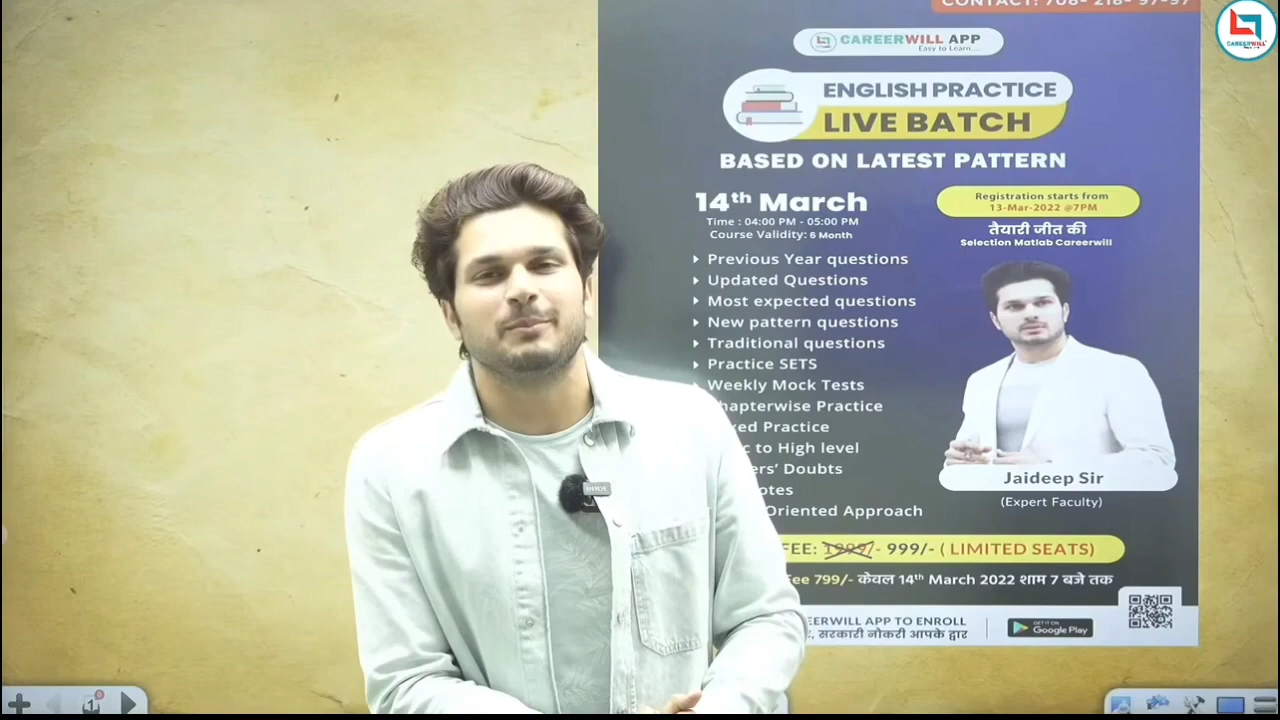 CONTACT: 708- 218- 97-97
CAREERWILL
CAREERWILL APP
Easy to Learn....
ENGLISH PRACTICE
LIVE BATCH
BASED ON LATEST PATTERN
14th March
Time : 04:00 PM - 05:00 PM
Course Validity: 6 Month
Registration starts from
13-Mar-2022 @7PM
तैयारी जीत की
Selection Matlab Careerwill
Previous Year questions
Updated Questions
Most expected questions
New pattern questions
Traditional questions
Practice SETS
Weekly Mock Tests
hapterwise Practice
xed Practice
c to High level
ers' Doubts
otes
Oriented Approach
Jaideep Sir
(Expert Faculty)
FEE: 1999/- 999/- ( LIMITED SEATS)
ee 799/- केवल 14th March 2022 शाम 7 बजे तक
ERWILL APP TO ENROLL
सरकारी नौकरी आपके द्वार
GET IT ON
Google Play
1